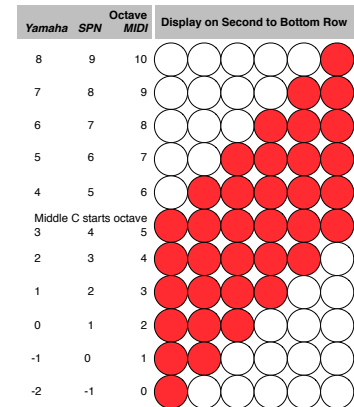 Octave
Yamaha SPN MIDI Display on Second to Bottom Row
8 9 10
7 8 9
6 7 8
5 6 7
4 5 6
Middle C starts octave
3 4 5
2 3 4
1 2 3
0 1 2
-1 0 1
-2 -1 0